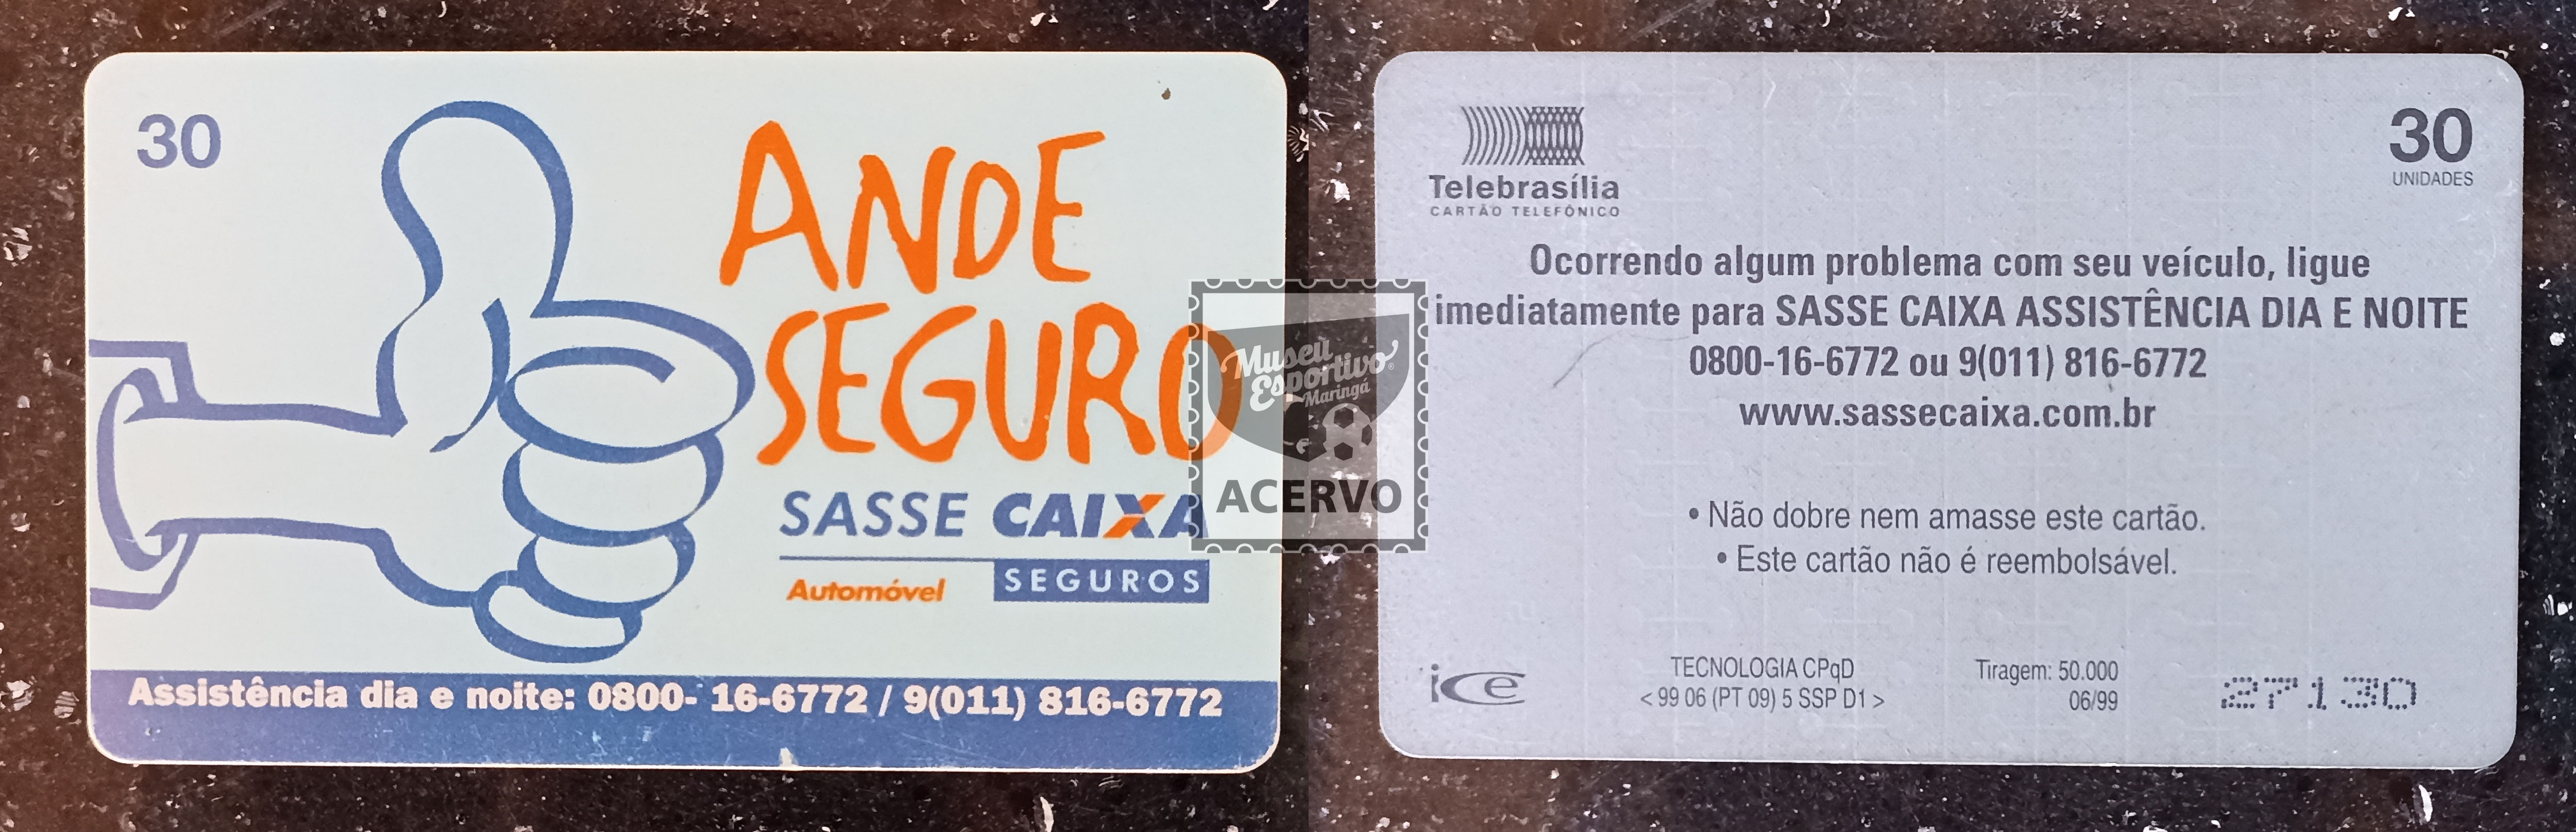 30
ANDE
SEGURO
SASSE CAIXA
SEGUROS
Automóvel
Assistência dia e noite: 0800- 16-6772 / 9(011) 816-6772
Museu
Esportivo
Maringá
ACERVO
Telebrasília
CARTÃO TELEFÔNICO
30
UNIDADES
Ocorrendo algum problema com seu veículo, ligue
imediatamente para SASSE CAIXA ASSISTÊNCIA DIA E NOITE
0800-16-6772 ou 9(011) 816-6772
www.sassecaixa.com.br
• Não dobre nem amasse este cartão.
• Este cartão não é reembolsável.
ice
TECNOLOGIA CPqD
< 99 06 (PT 09) 5 SSP D1 >
Tiragem: 50.000
06/99
27130